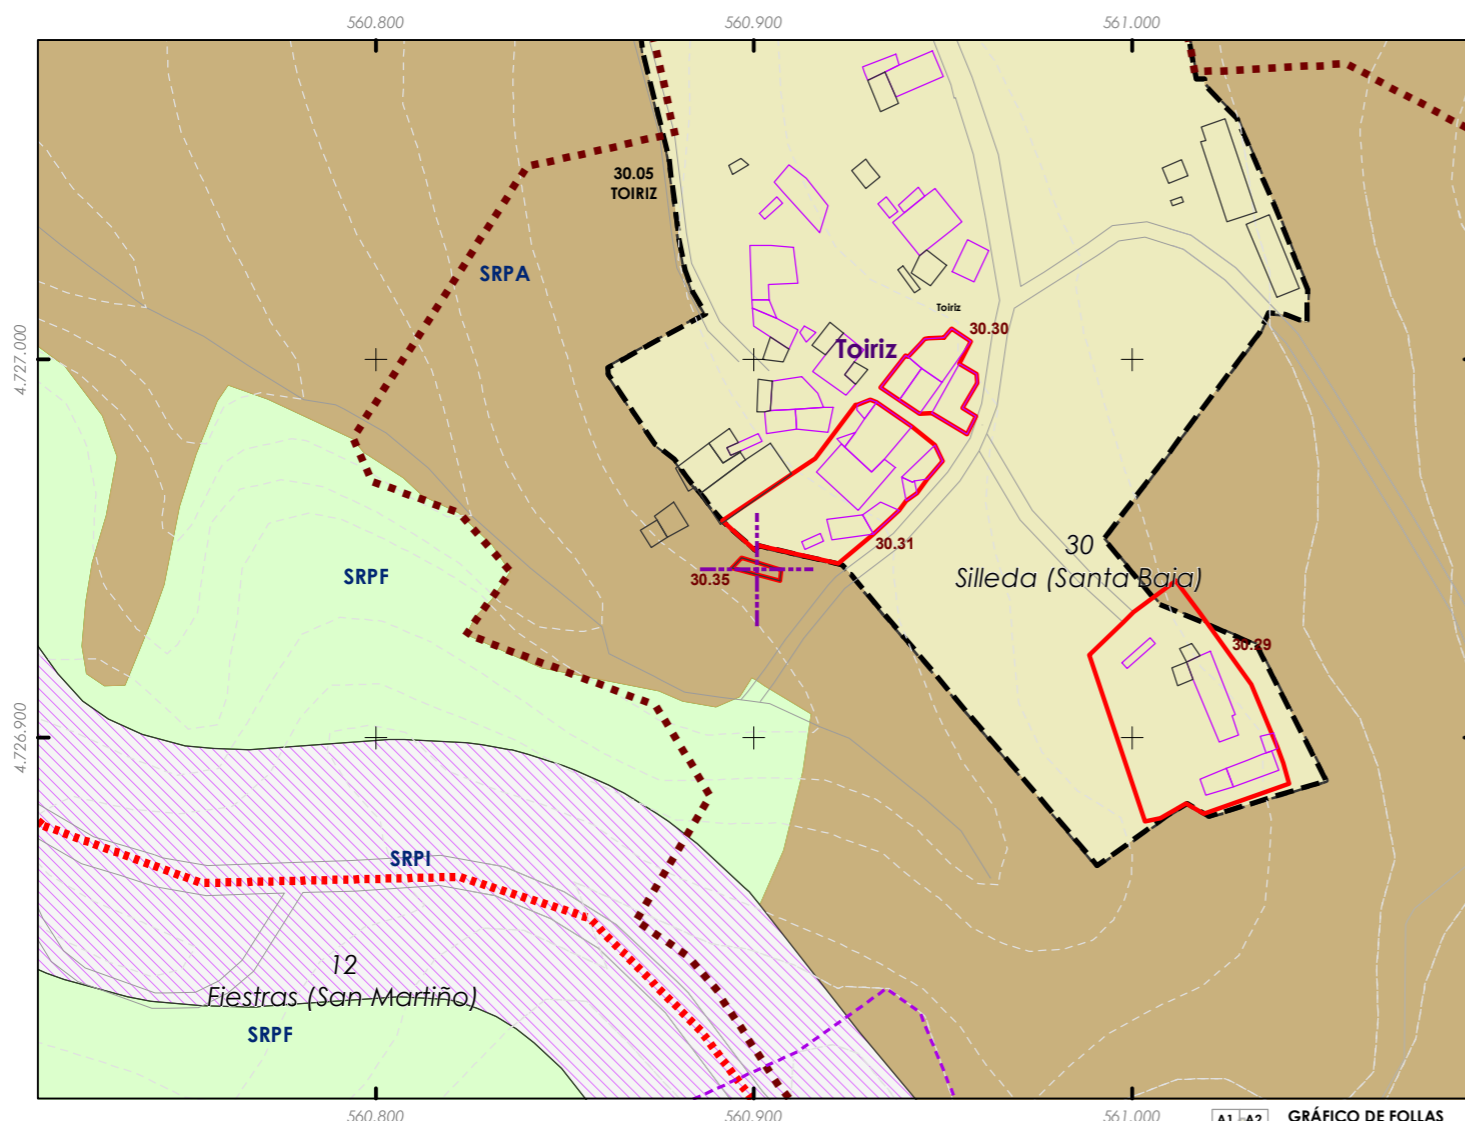 560.800
560.900
561.000
30.05
TOIRIZ
SRPA
Toiriz
30.30
Toiriz
4.727.000
30.31
30
Silleda (Santa Baia)
30.35
SRPF
30.29
4.726.900
SRPI
12
Fiestras (San Martiño)
SRPF
560.800
560.900
561.000
A1 A2
GRÁFICO DE FOLLAS